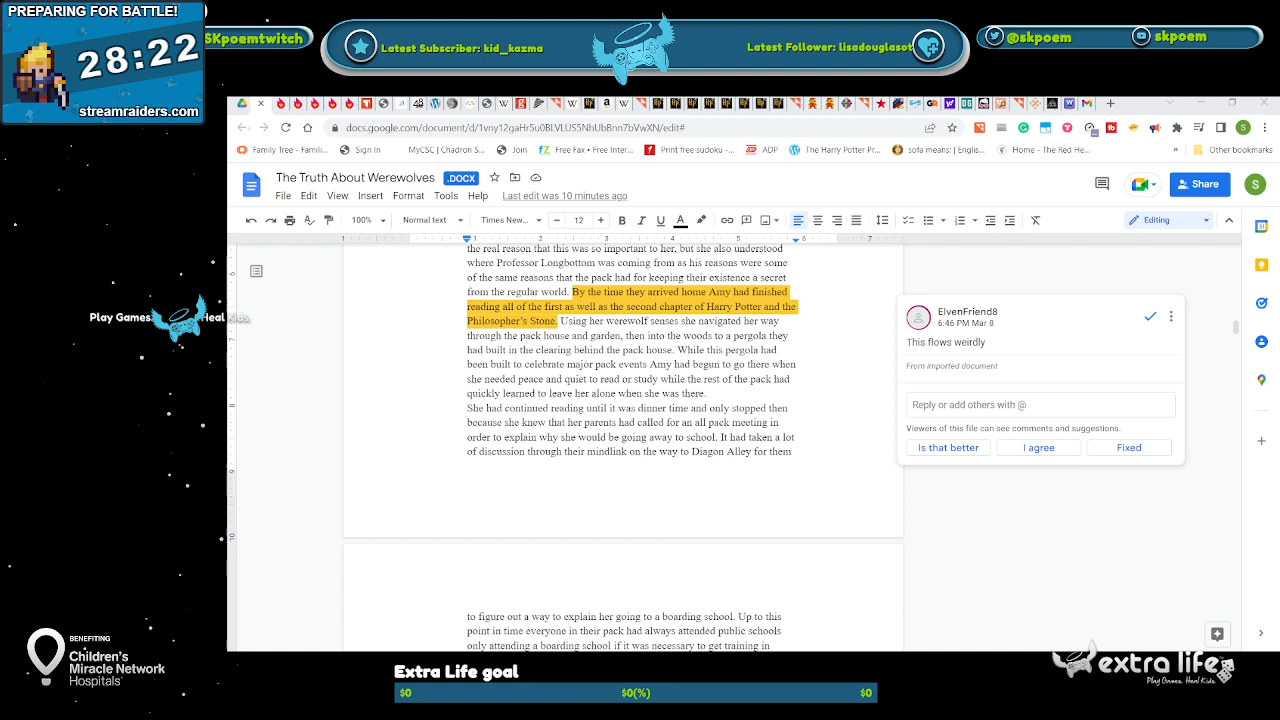 PREPARING FOR BATTLE!
28:22
streamraiders.com
SKpoemtwitch
Latest Subscriber: kid_kazma
Latest Follower: lisadouglasot
@skpoem
skpoem
docs.google.com/document/d/1vny12gaHr5u0BLVLUS5NhUbBnn7bVwXN/edit#
Family Tree - Famili...
Sign In
MyCSC | Chadron S...
Join
Free Fax • Free Inter...
Print free sudoku -...
ADP
The Harry Potter Pr...
sofa means: | Englis...
Home - The Red He...
Other bookmarks
The Truth About Werewolves
.DOCX
File Edit View Insert Format Tools Help
Last edit was 10 minutes ago
Share
S
100%
Normal text
Times New...
12
Editing
the real reason that this was so important to her, but she also understood
where Professor Longbottom was coming from as his reasons were some
of the same reasons that the pack had for keeping their existence a secret
from the regular world. By the time they arrived home Amy had finished
reading all of the first as well as the second chapter of Harry Potter and the
Philosopher's Stone. Using her werewolf senses she navigated her way
through the pack house and garden, then into the woods to a pergola they
had built in the clearing behind the pack house. While this pergola had
been built to celebrate major pack events Amy had begun to go there when
she needed peace and quiet to read or study while the rest of the pack had
quickly learned to leave her alone when she was there.
She had continued reading until it was dinner time and only stopped then
because she knew that her parents had called for an all pack meeting in
order to explain why she would be going away to school. It had taken a lot
of discussion through their mindlink on the way to Diagon Alley for them
to figure out a way to explain her going to a boarding school. Up to this
point in time everyone in their pack had always attended public schools
only attending a boarding school if it was necessary to get training in
ElvenFriend8
6:46 PM Mar 8
This flows weirdly
From imported document
Reply or add others with @
Viewers of this file can see comments and suggestions.
Is that better
I agree
Fixed
Play Games. Heal Kids.
BENEFITING
Children's
Miracle Network
Hospitals
Extra Life goal
$0
$0(%)
$0
extra life
Play Games. Heal Kids.